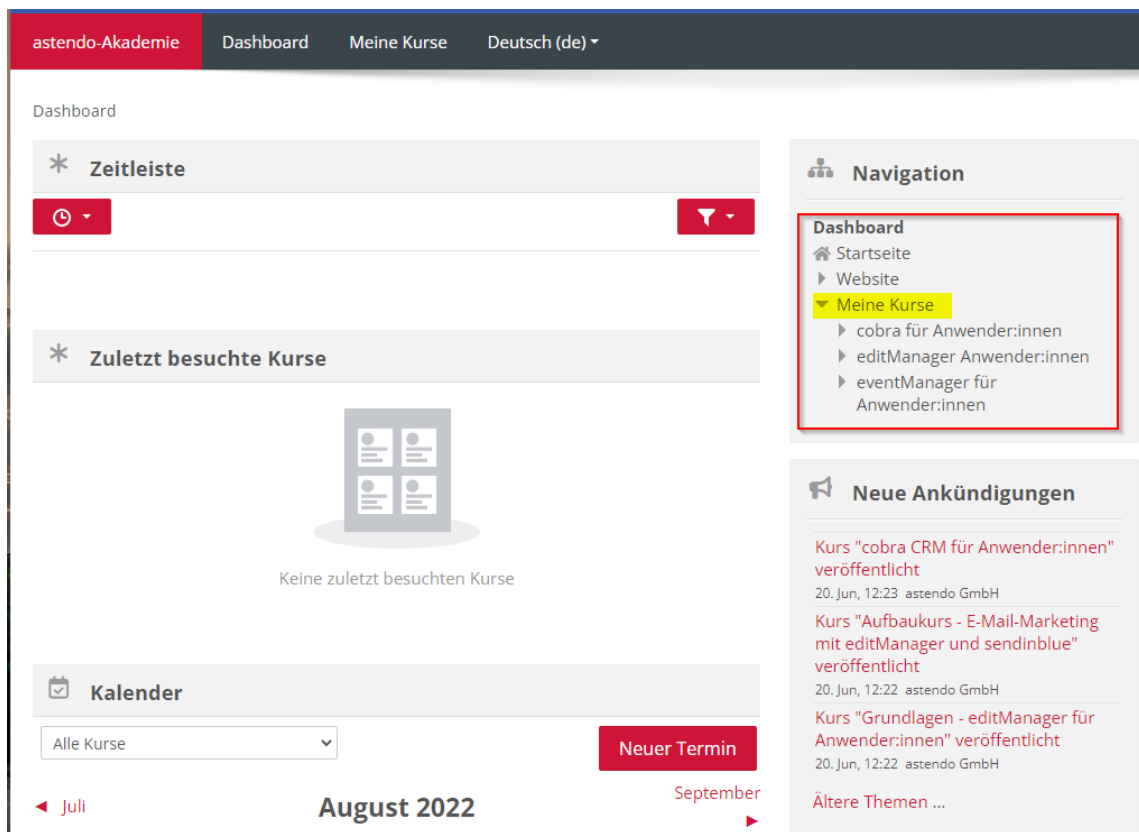 astendo-Akademie Dashboard Meine Kurse Deutsch (de)
Dashboard
Zeitleiste
Zuletzt besuchte Kurse
Keine zuletzt besuchten Kurse
Kalender
Alle Kurse
Neuer Termin
Juli
August 2022
September
Navigation
Dashboard
Startseite
Website
Meine Kurse
cobra für Anwender:innen
editManager Anwender:innen
eventManager für
Anwender:innen
Neue Ankündigungen
Kurs "cobra CRM für Anwender:innen"
veröffentlicht
20. Jun, 12:23 astendo GmbH
Kurs "Aufbaukurs - E-Mail-Marketing
mit editManager und sendinblue"
veröffentlicht
20. Jun, 12:22 astendo GmbH
Kurs "Grundlagen - editManager für
Anwender:innen" veröffentlicht
20. Jun, 12:22 astendo GmbH
Ältere Themen ...